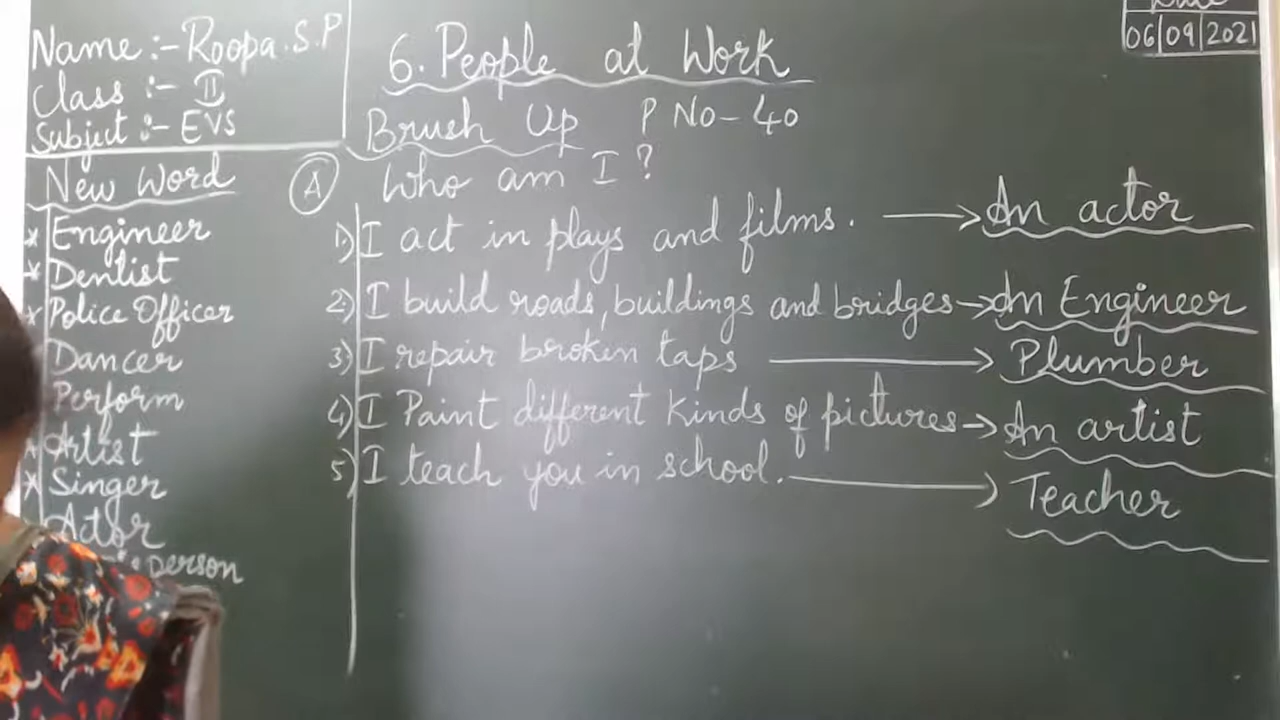 Name :- Roopa.S.P
Class :- II
Subject :- EVS
New Word
Engineer
Dentist
Police Officer
Dancer
Perform
Artist
Singer
Actor
person
6. People at Work
Brush Up P No- 40
A Who am I ?
1) I act in plays and films. → An actor
2) I build roads, buildings and bridges → An Engineer
3) I repair broken taps → Plumber
4) I Paint different kinds of pictures → An artist
5) I teach you in school. → Teacher
Date
06|09|2021